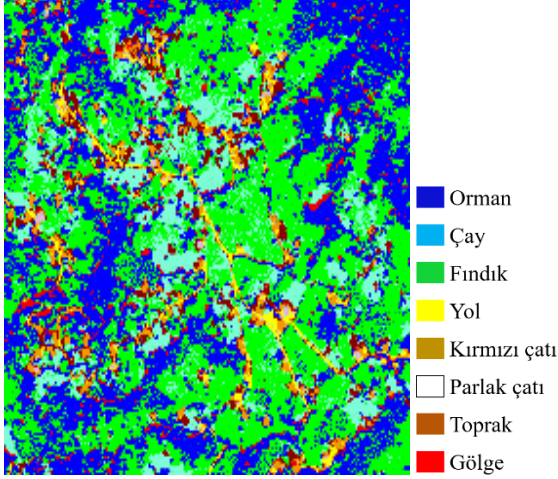 Orman
Çay
Fındık
Yol
Kırmızı çatı
Parlak çatı
Toprak
Gölge